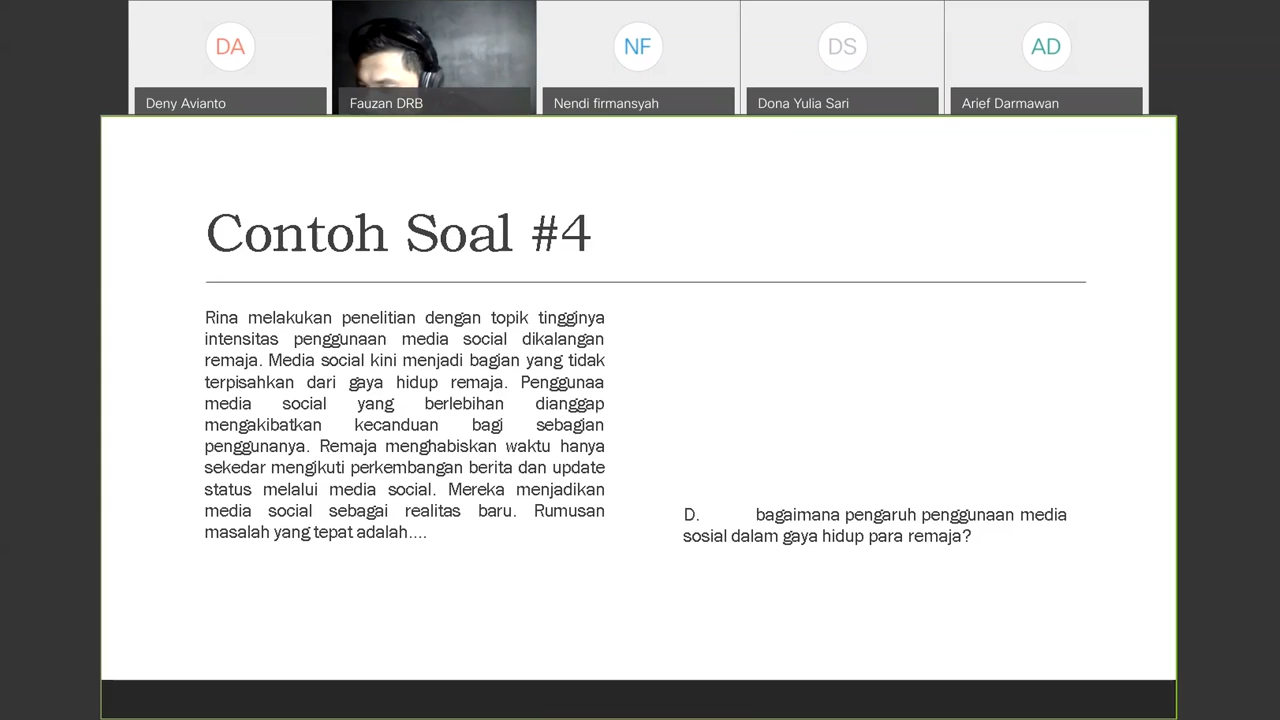 DA
NF
DS
AD
Deny Avianto
Fauzan DRB
Nendi firmansyah
Dona Yulia Sari
Arief Darmawan
Contoh Soal #4
Rina melakukan penelitian dengan topik tingginya
intensitas penggunaan media social dikalangan
remaja. Media social kini menjadi bagian yang tidak
terpisahkan dari gaya hidup remaja. Penggunaa
media social yang berlebihan dianggap
mengakibatkan kecanduan bagi sebagian
penggunanya. Remaja menghabiskan waktu hanya
sekedar mengikuti perkembangan berita dan update
status melalui media social. Mereka menjadikan
media social sebagai realitas baru. Rumusan
masalah yang tepat adalah....
D. bagaimana pengaruh penggunaan media
sosial dalam gaya hidup para remaja?